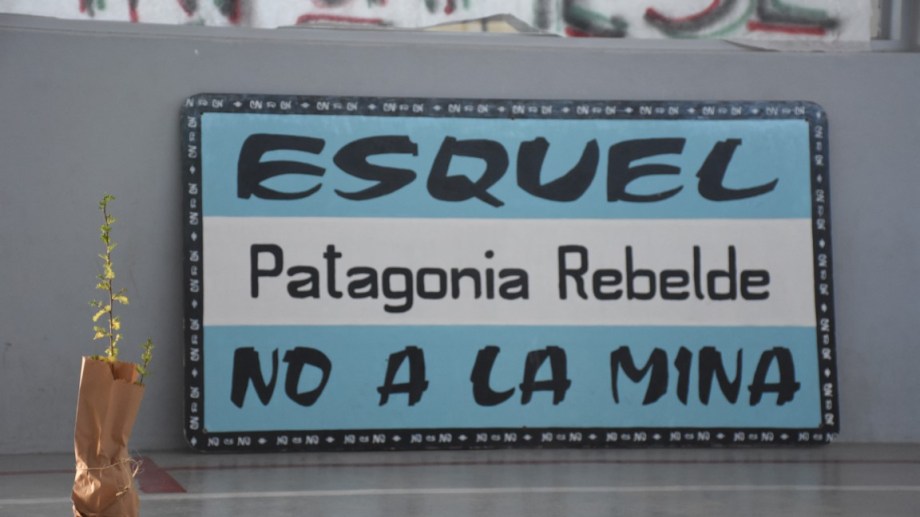 ESQUEL
Patagonia Rebelde
NO A LA MINA